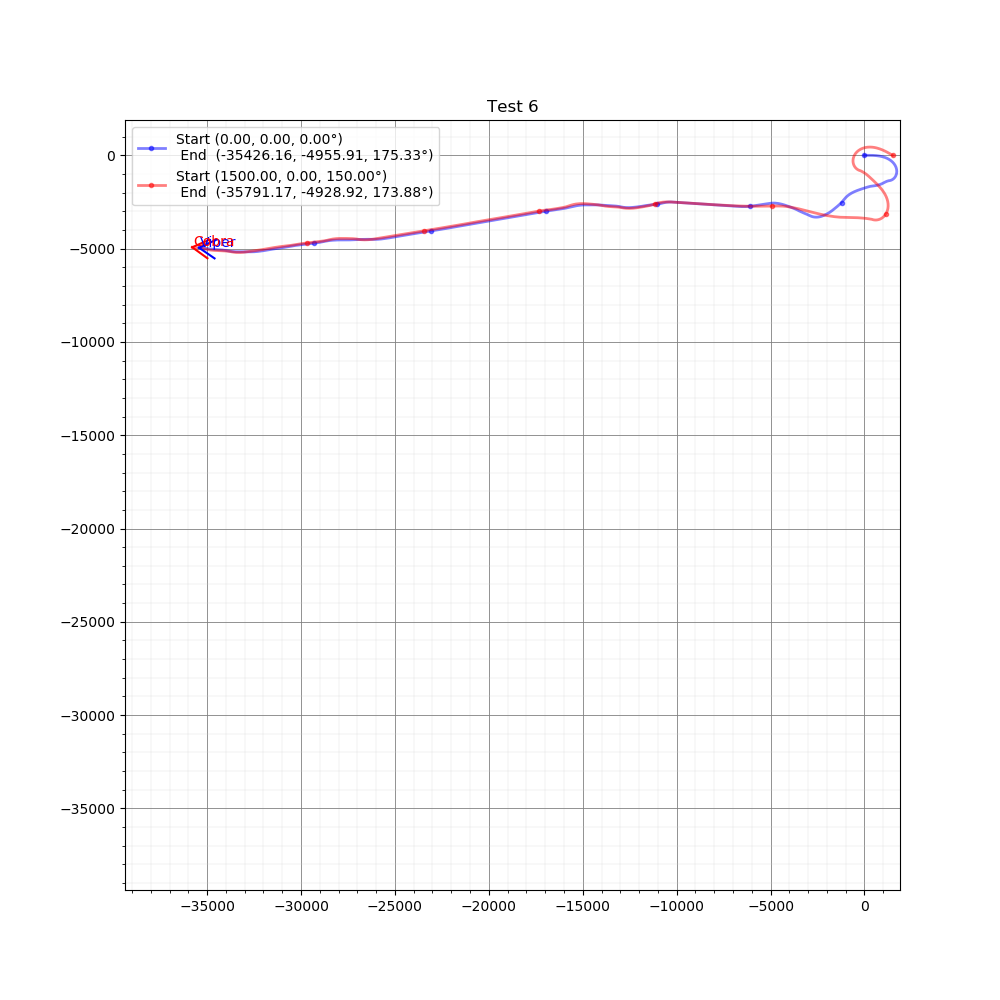 Test 6
Start (0.00, 0.00, 0.00°)
End (-35426.16, -4955.91, 175.33°)
Start (1500.00, 0.00, 150.00°)
End (-35791.17, -4928.92, 173.88°)
0
−5000
−10000
−15000
−20000
−25000
−30000
−35000
Cobra
−35000
−30000
−25000
−20000
−15000
−10000
−5000
0